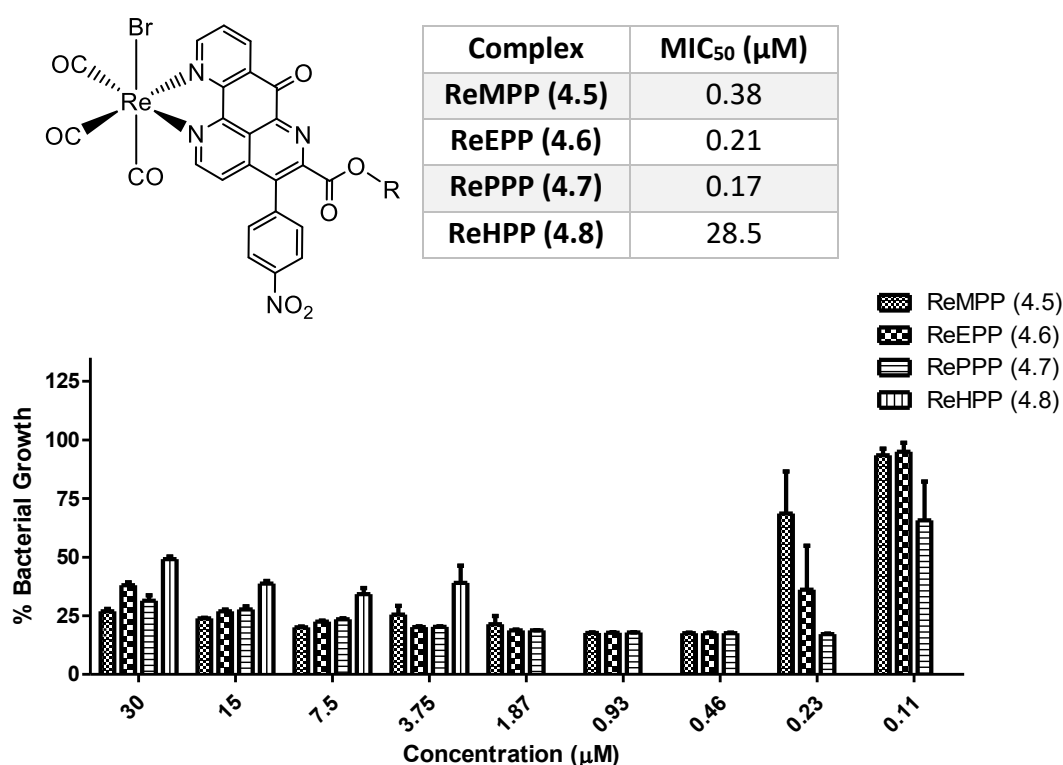 Br
OC
N
O
Re
OC
N
N
CO
O
R
O
NO₂
Complex MIC₅₀ (μM)
ReMPP (4.5) 0.38
ReEPP (4.6) 0.21
RePPP (4.7) 0.17
ReHPP (4.8) 28.5
ReMPP (4.5)
ReEPP (4.6)
RePPP (4.7)
ReHPP (4.8)
% Bacterial Growth
125
100
75
50
25
0
30 15 7.5 3.75 1.87 0.93 0.46 0.23 0.11
Concentration (μM)